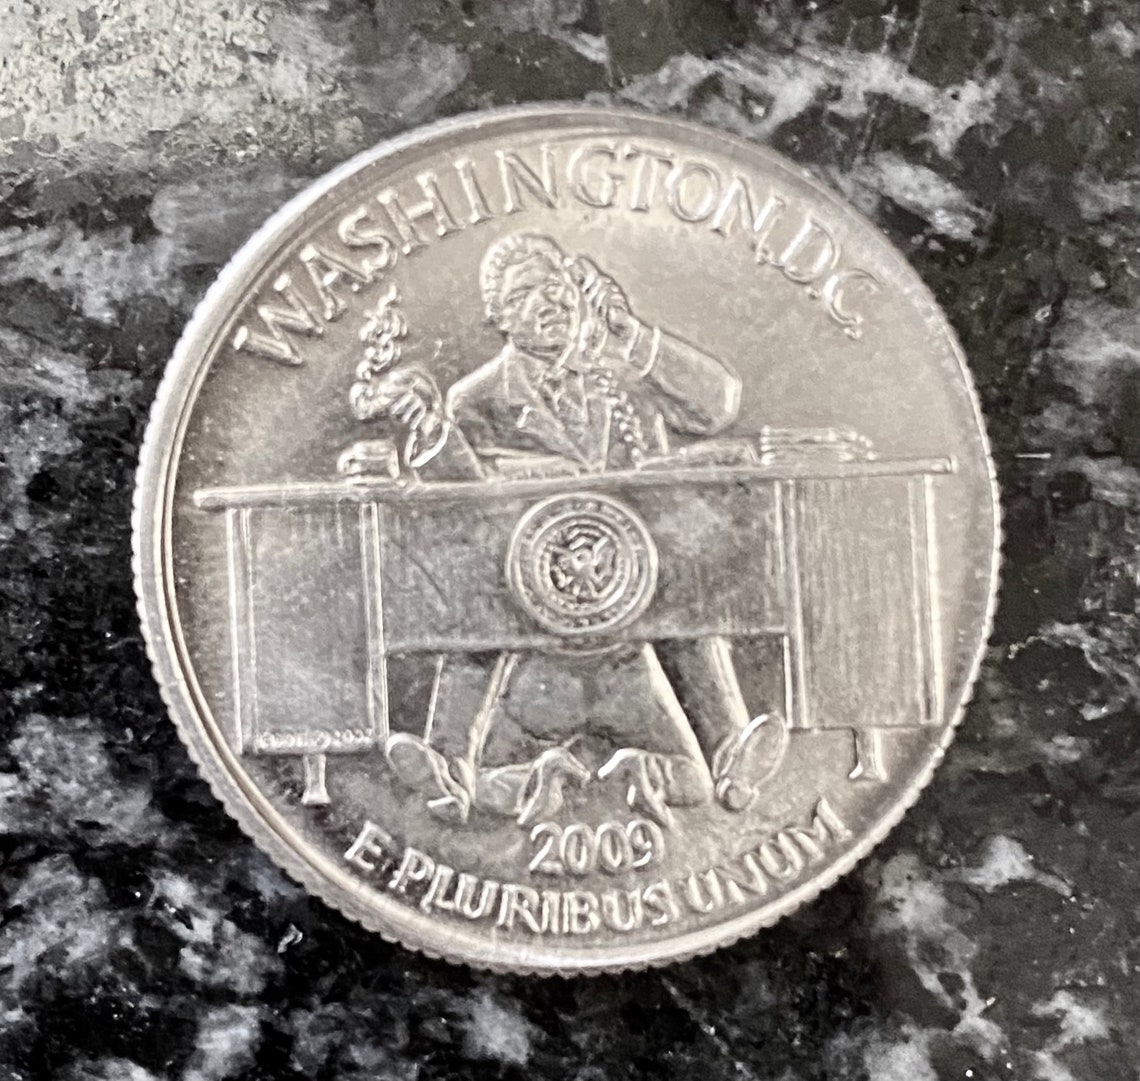 WASHINGTON, D.C.
2009
E PLURIBUS UNUM